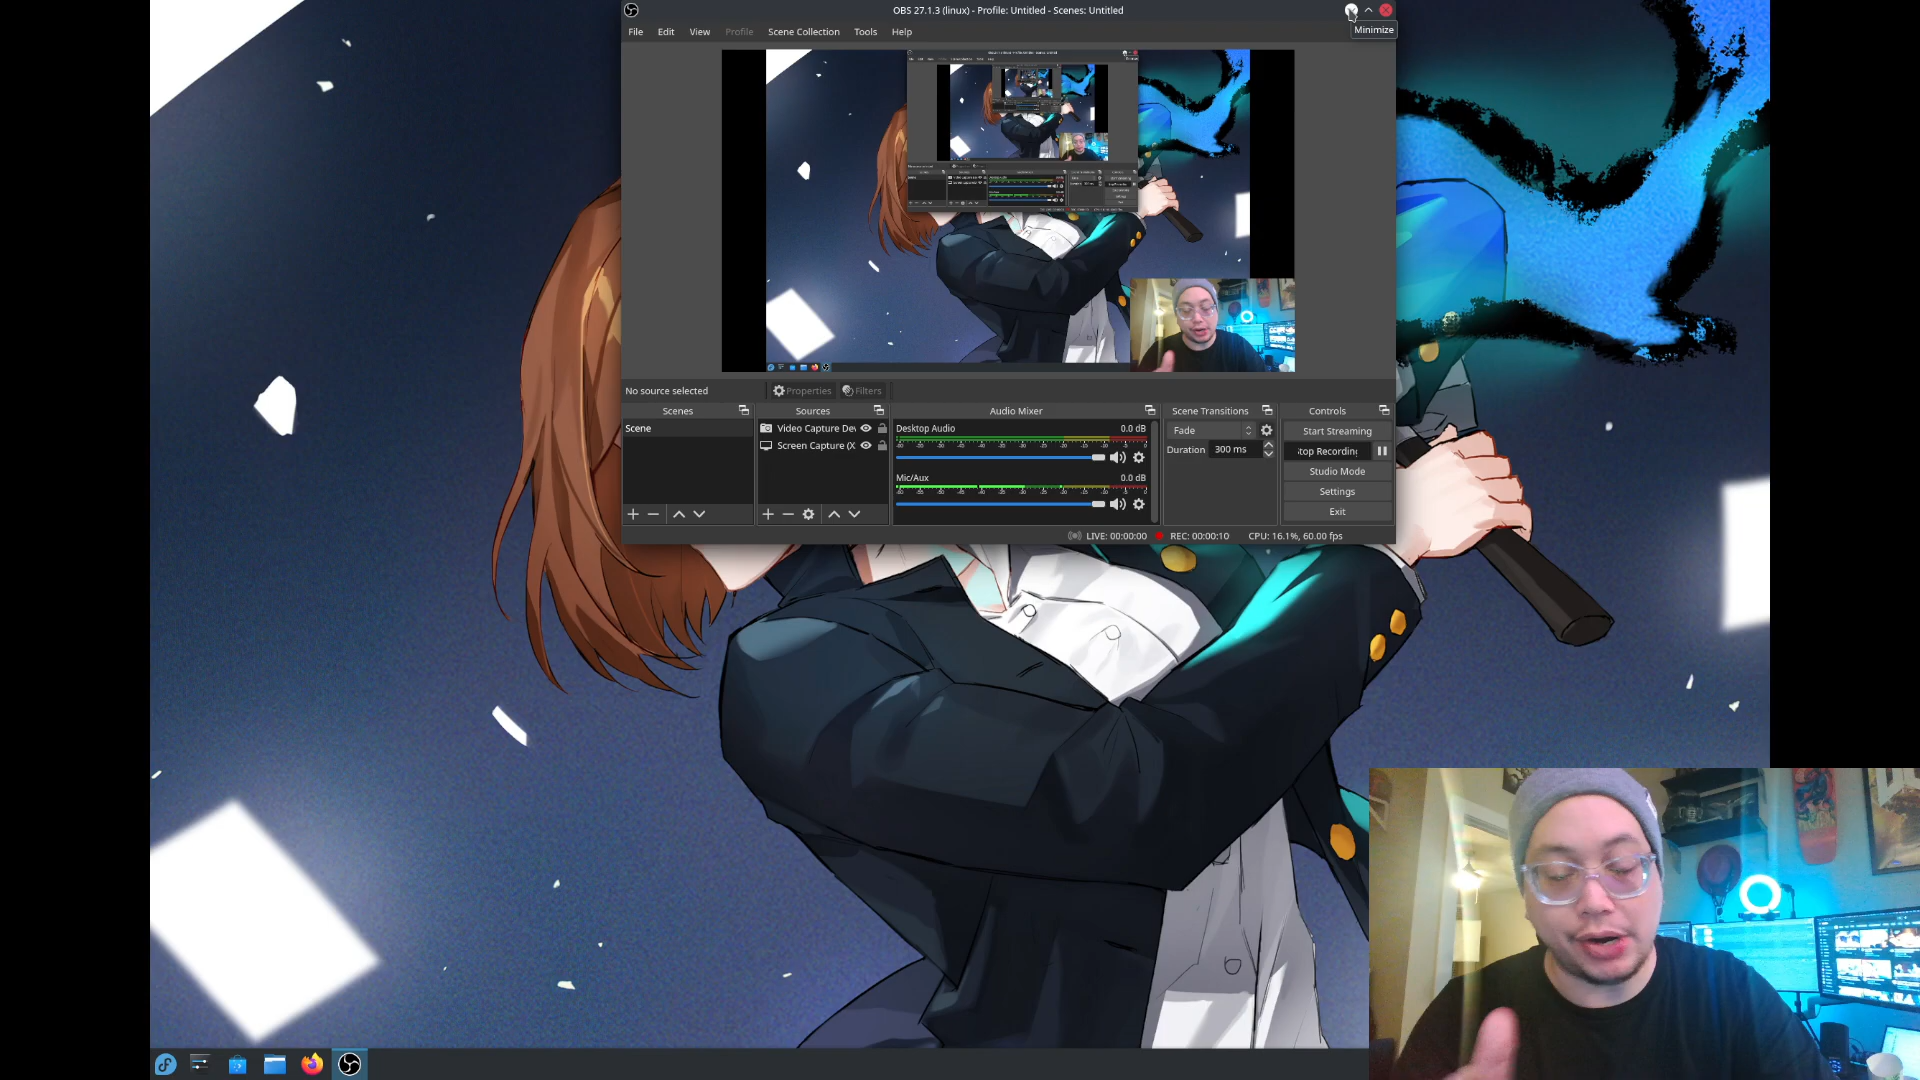 OBS 27.1.3 (linux) - Profile: Untitled - Scenes: Untitled
Minimize
File Edit View Profile Scene Collection Tools Help
No source selected
Properties
Filters
Scenes
Sources
Audio Mixer
Scene Transitions
Controls
Scene
Video Capture Dev
Screen Capture (X
Desktop Audio 0.0 dB
Mic/Aux 0.0 dB
Fade
Duration 300 ms
Start Streaming
top Recording
Studio Mode
Settings
Exit
LIVE: 00:00:00
REC: 00:00:10
CPU: 16.1%, 60.00 fps